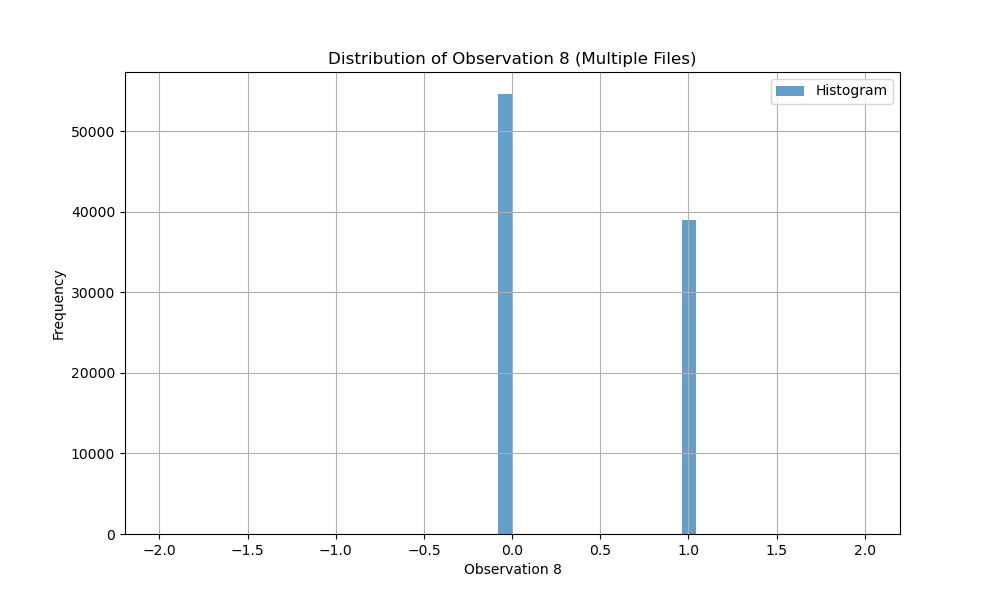 Distribution of Observation 8 (Multiple Files)
Histogram
50000
40000
30000
20000
10000
0
Frequency
−2.0 −1.5 −1.0 −0.5 0.0 0.5 1.0 1.5 2.0
Observation 8